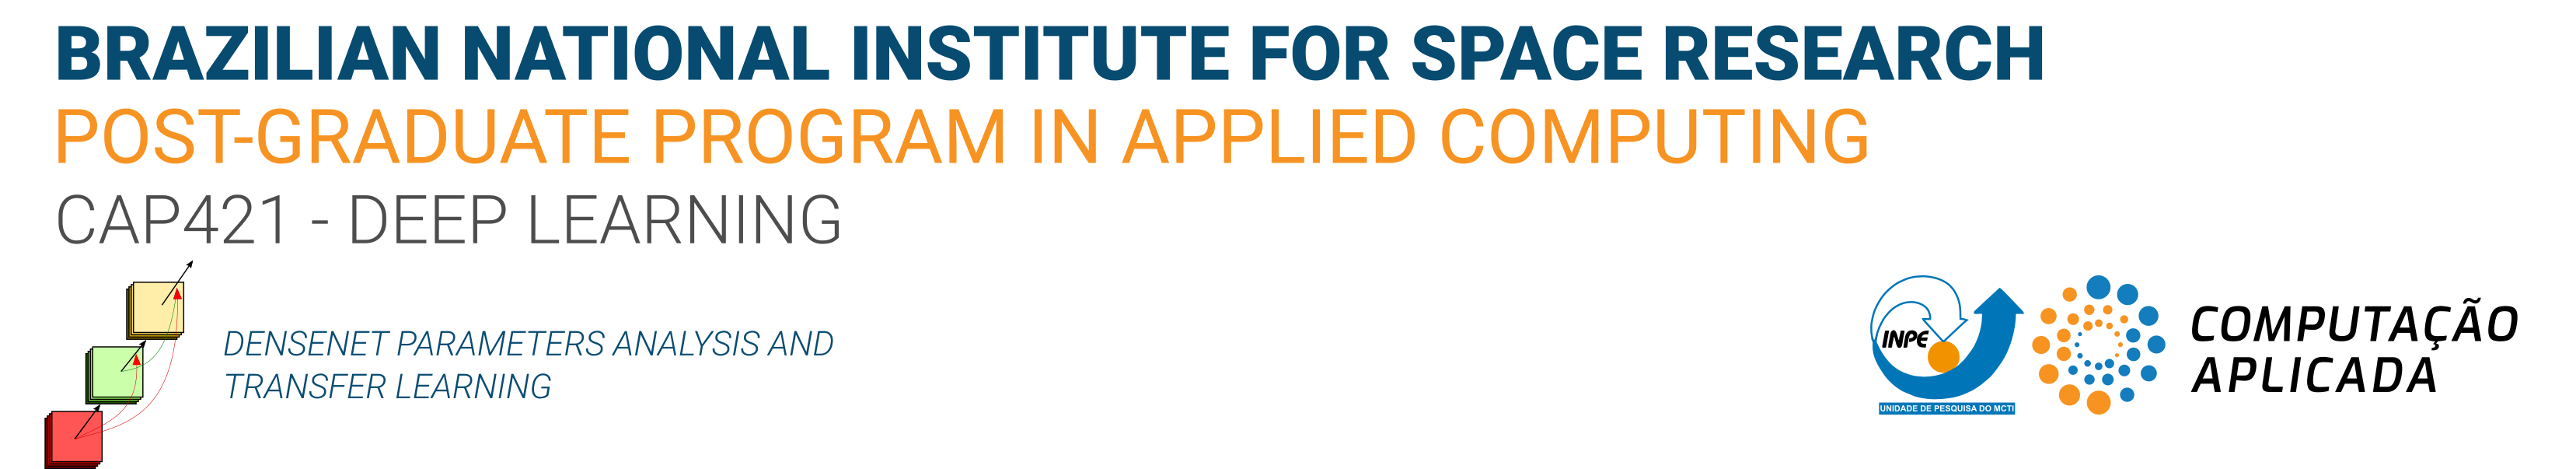 BRAZILIAN NATIONAL INSTITUTE FOR SPACE RESEARCH
POST-GRADUATE PROGRAM IN APPLIED COMPUTING
CAP421 - DEEP LEARNING
DENSENET PARAMETERS ANALYSIS AND
TRANSFER LEARNING
INPE
UNIDADE DE PESQUISA DO MCTI
COMPUTAÇÃO
APLICADA